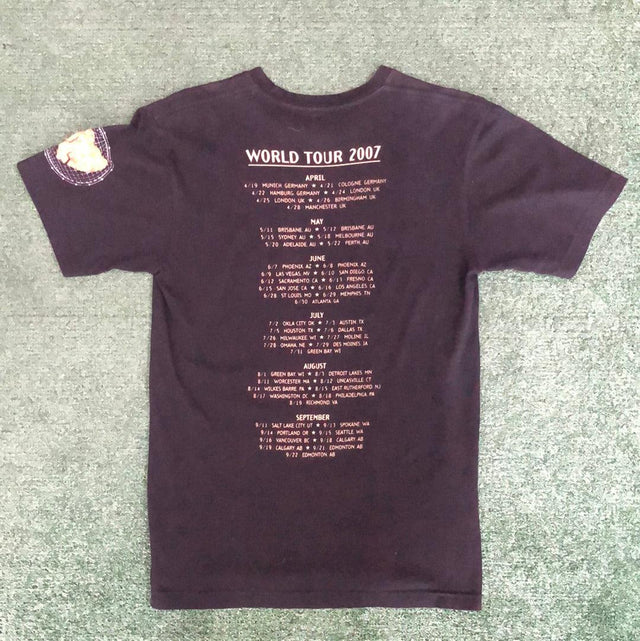 WORLD TOUR 2007
APRIL
4/19 MUNICH GERMANY ★ 4/21 COLOGNE GERMANY
4/22 HAMBURG GERMANY ★ 4/24 LONDON UK
4/25 LONDON UK ★ 4/26 BIRMINGHAM UK
4/28 MANCHESTER UK
MAY
5/11 BRISBANE AU ★ 5/12 BRISBANE AU
5/15 SYDNEY AU ★ 5/18 MELBOURNE AU
5/20 ADELAIDE AU ★ 5/22 PERTH AU
JUNE
6/7 PHOENIX AZ ★ 6/8 PHOENIX AZ
6/9 LAS VEGAS NV ★ 6/10 SAN DIEGO CA
6/12 SACRAMENTO CA ★ 6/13 FRESNO CA
6/15 SAN JOSE CA ★ 6/16 LOS ANGELES CA
6/28 ST LOUIS MO ★ 6/29 MEMPHIS TN
6/30 ATLANTA GA
JULY
7/2 OKLA CITY OK ★ 7/3 AUSTIN TX
7/5 HOUSTON TX ★ 7/6 DALLAS TX
7/26 MILWAUKEE WI ★ 7/27 MOLINE IL
7/28 OMAHA NE ★ 7/29 DES MOINES IA
7/31 GREEN BAY WI
AUGUST
8/1 GREEN BAY WI ★ 8/3 DETROIT LAKES MN
8/11 WORCESTER MA ★ 8/12 UNCASVILLE CT
8/14 WILKES BARRE PA ★ 8/15 EAST RUTHERFORD NJ
8/17 WASHINGTON DC ★ 8/18 PHILADELPHIA PA
8/19 RICHMOND VA
SEPTEMBER
9/11 SALT LAKE CITY UT ★ 9/13 SPOKANE WA
9/14 PORTLAND OR ★ 9/15 SEATTLE WA
9/16 VANCOUVER BC ★ 9/18 CALGARY AB
9/19 CALGARY AB ★ 9/21 EDMONTON AB
9/22 EDMONTON AB